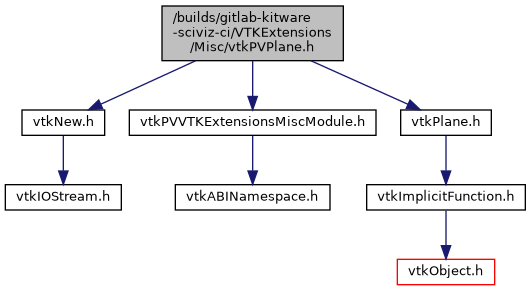 /builds/gitlab-kitware
-sciviz-ci/VTKExtensions
/Misc/vtkPVPlane.h
vtkNew.h
vtkPVVTKExtensionsMiscModule.h
vtkPlane.h
vtkIOStream.h
vtkABINamespace.h
vtkImplicitFunction.h
vtkObject.h